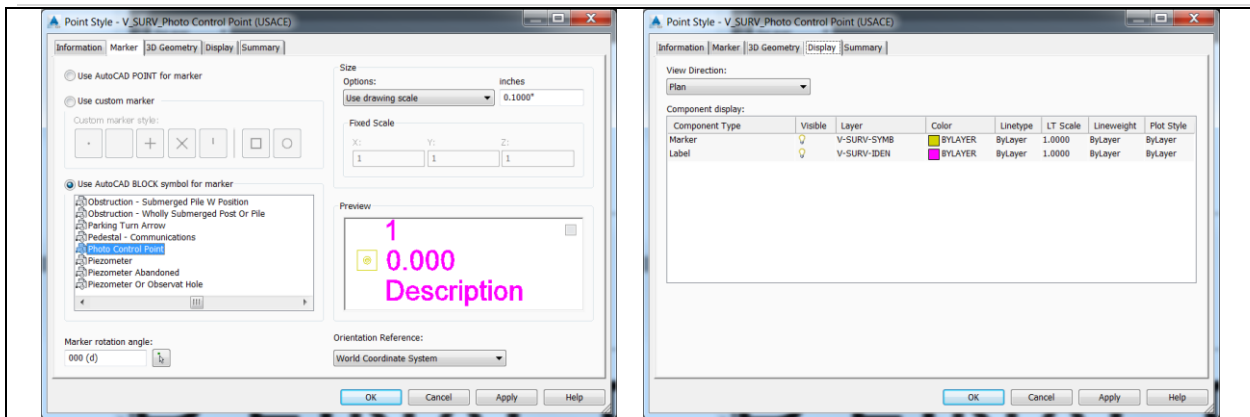 Point Style - V_SURV_Photo Control Point (USACE)
Information Marker 3D Geometry Display Summary
Use AutoCAD POINT for marker
Use custom marker
Custom marker style:
Use AutoCAD BLOCK symbol for marker
Obstruction - Submerged Pile W Position
Obstruction - Wholly Submerged Post Or Pile
Parking Turn Arrow
Pedestal - Communications
Photo Control Point
Piezometer
Piezometer Abandoned
Piezometer Or Observat Hole
Marker rotation angle:
000 (d)
Size
Options: inches
Use drawing scale 0.1000"
Fixed Scale
X: Y: Z:
1 1 1
Preview
1
0.000
Description
Orientation Reference:
World Coordinate System
OK Cancel Apply Help
Point Style - V_SURV_Photo Control Point (USACE)
Information Marker 3D Geometry Display Summary
View Direction:
Plan
Component display:
Component Type Visible Layer Color Linetype LT Scale Lineweight Plot Style
Marker V-SURV-SYMB BYLAYER ByLayer 1.0000 ByLayer ByLayer
Label V-SURV-IDEN BYLAYER ByLayer 1.0000 ByLayer ByLayer
OK Cancel Apply Help